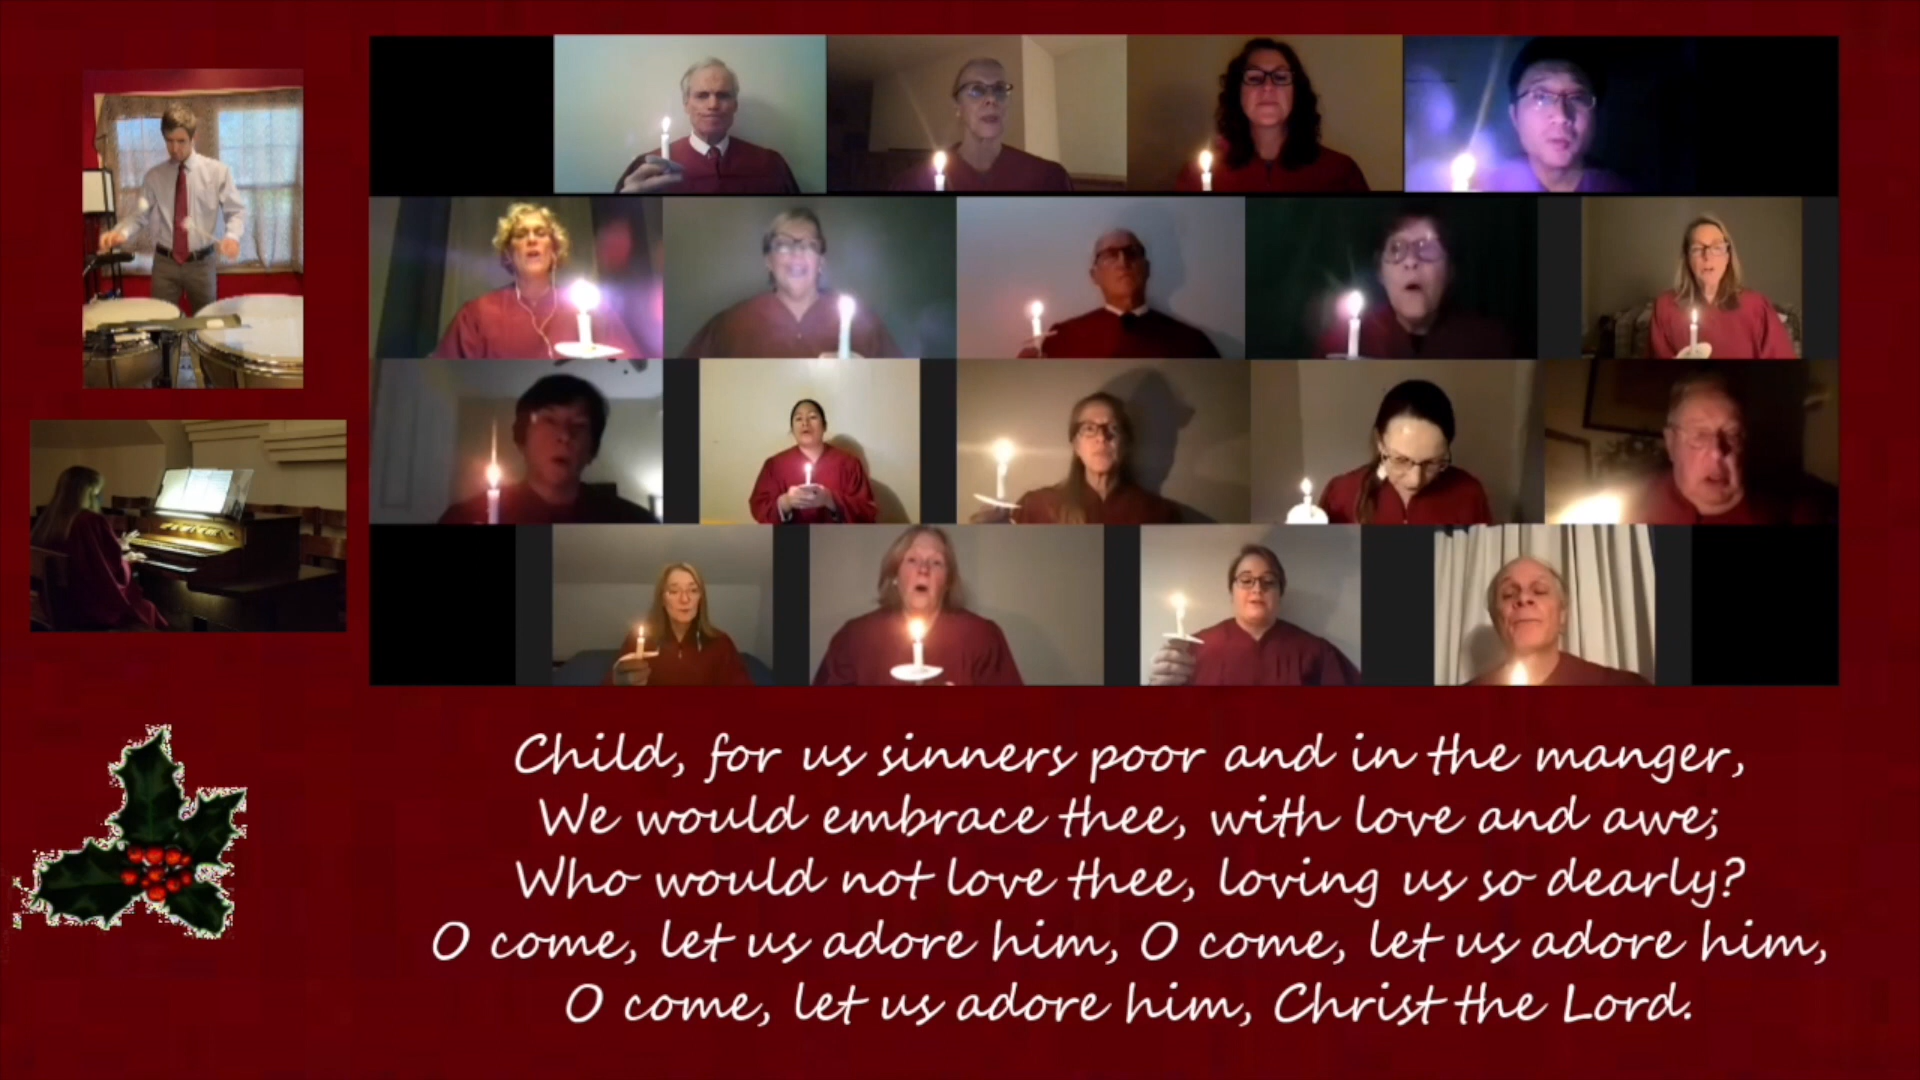 Child, for us sinners poor and in the manger,
We would embrace thee, with love and awe;
Who would not love thee, loving us so dearly?
O come, let us adore him, O come, let us adore him,
O come, let us adore him, Christ the Lord.